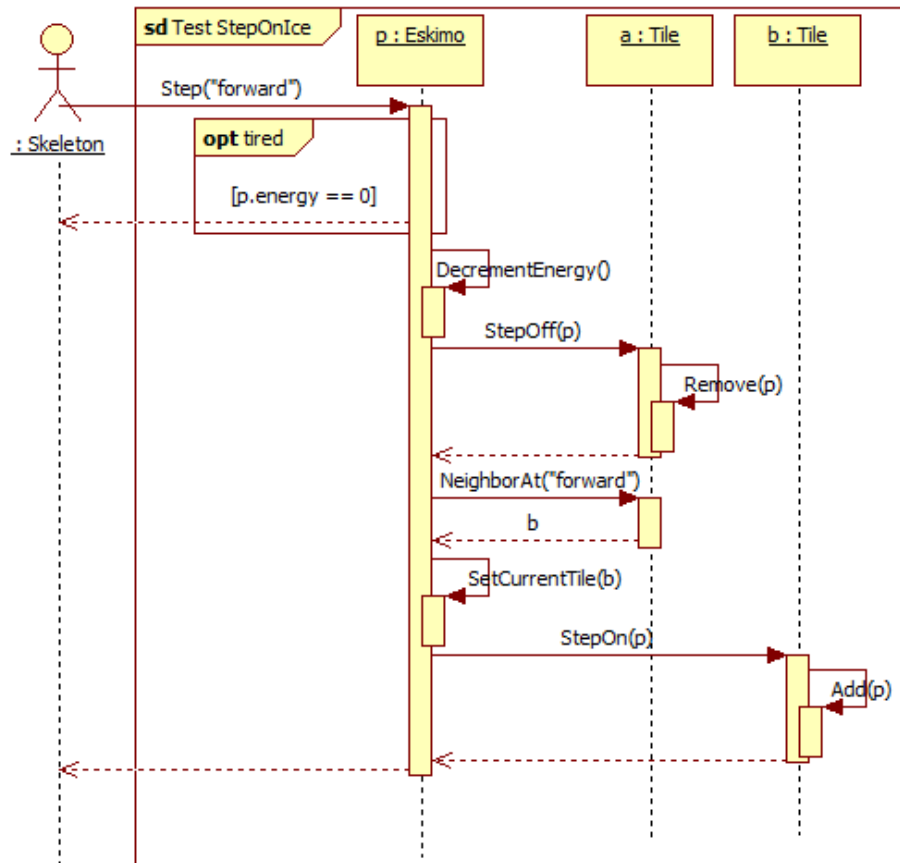 sd Test StepOnIce
p : Eskimo
a : Tile
b : Tile
Step("forward")
: Skeleton
opt tired
[p.energy == 0]
DecrementEnergy()
StepOff(p)
Remove(p)
NeighborAt("forward")
b
SetCurrentTile(b)
StepOn(p)
Add(p)